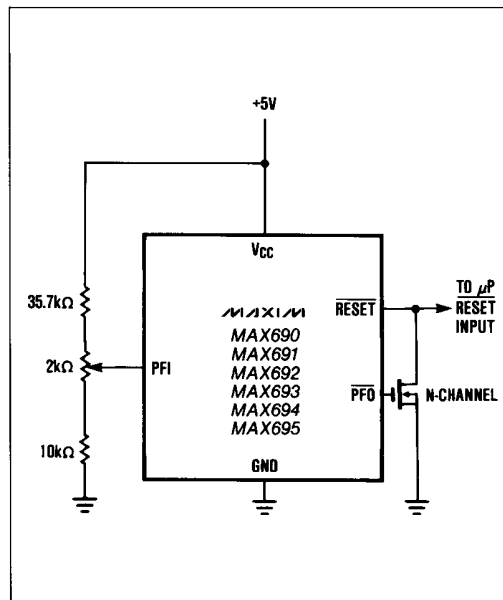 +5V
VCC
35.7kΩ
MAXIM
MAX690
MAX691
MAX692
MAX693
MAX694
MAX695
RESET
TO μP
RESET
INPUT
2kΩ
PFI
PFO
N-CHANNEL
10kΩ
GND